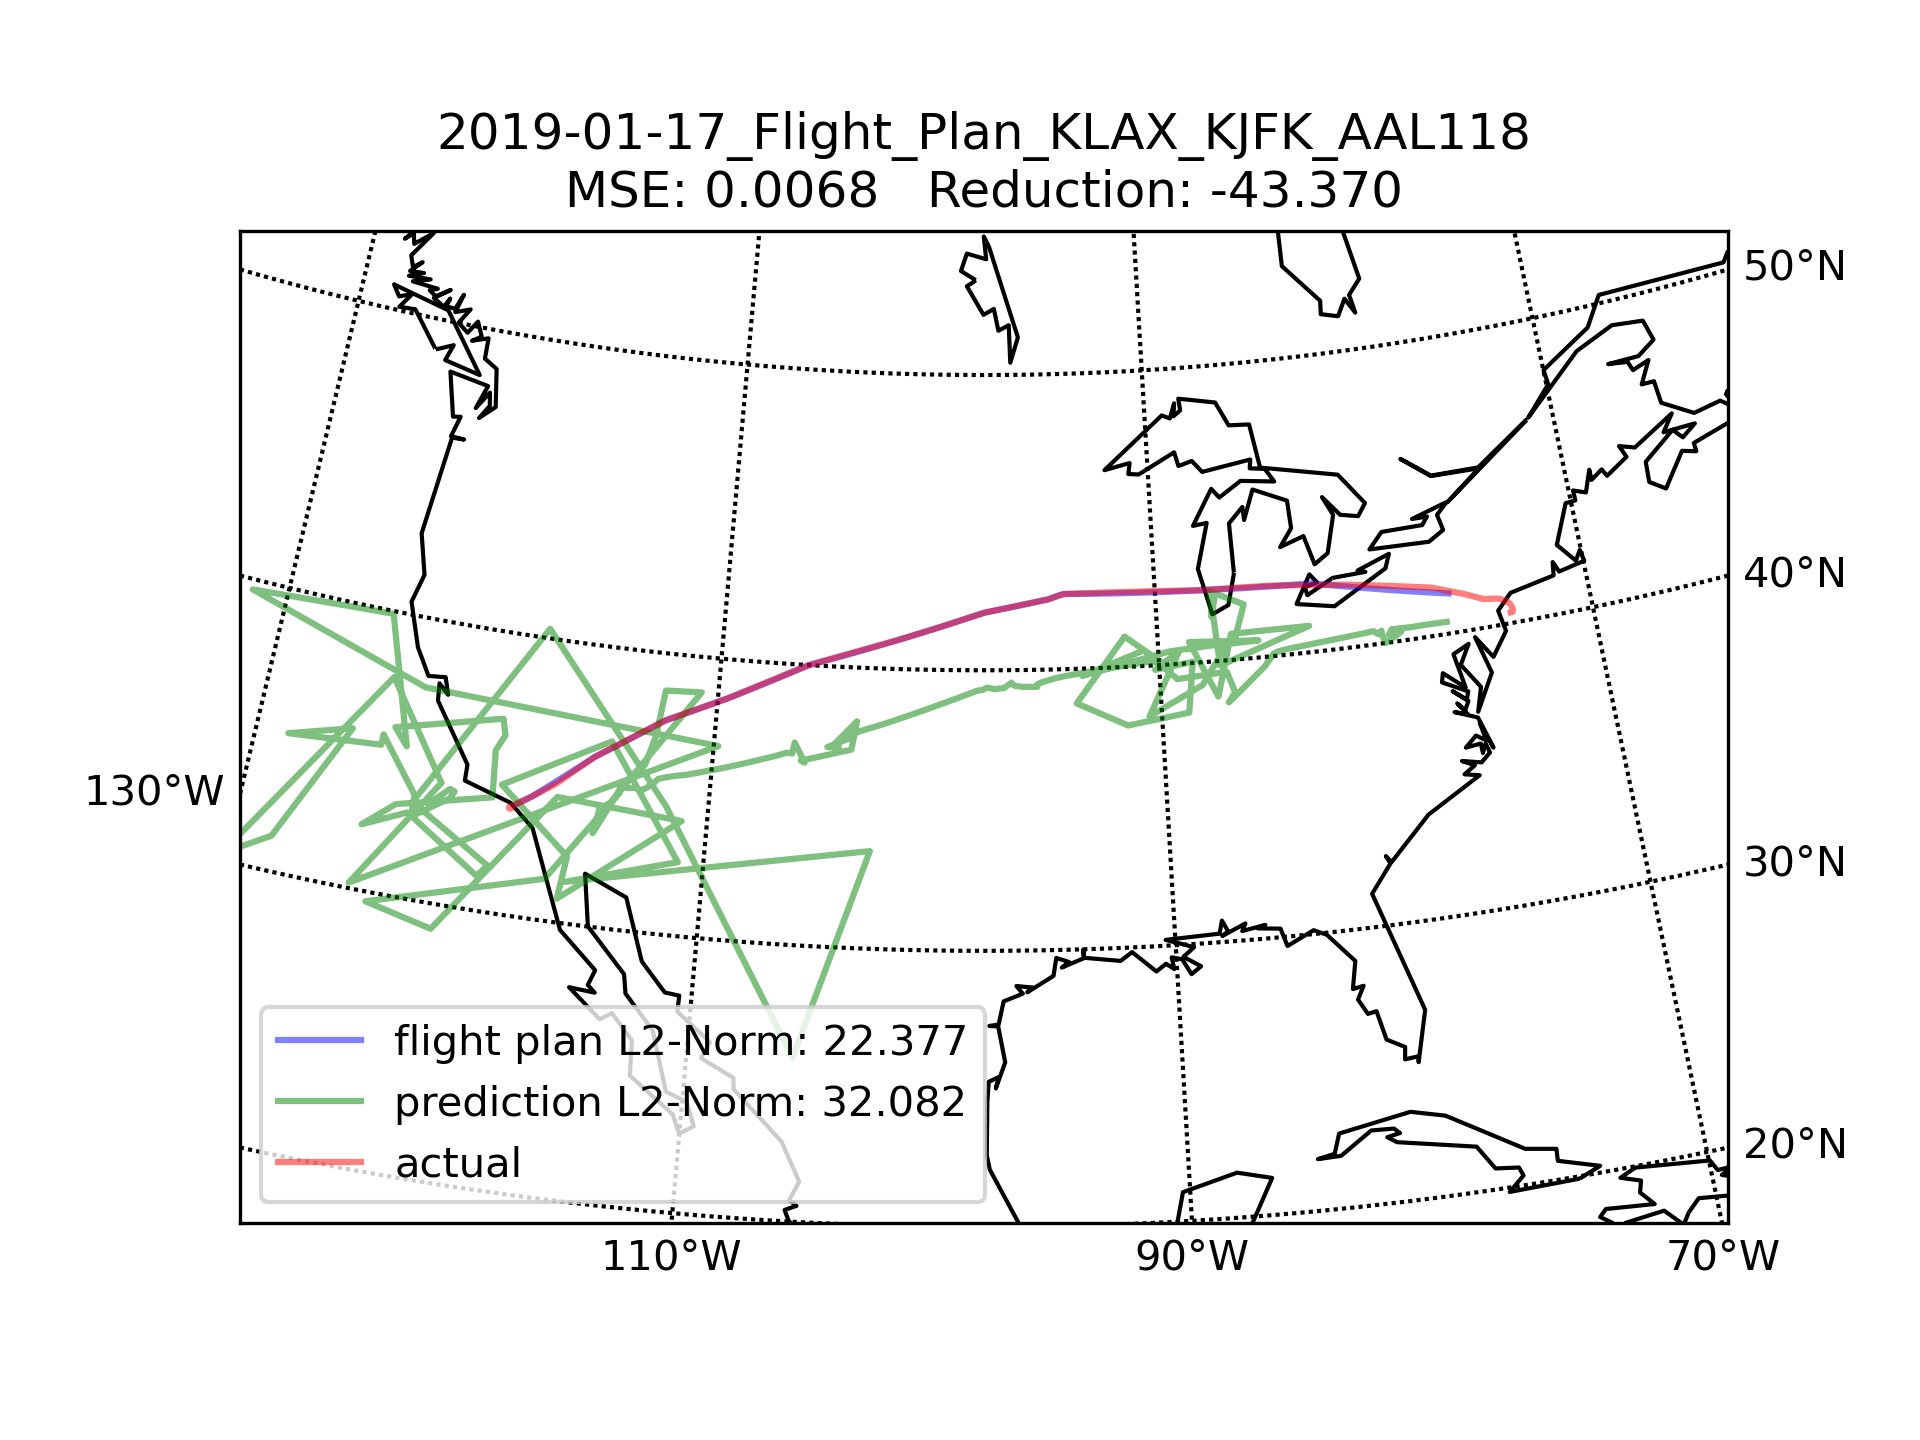 2019-01-17_Flight_Plan_KLAX_KJFK_AAL118
MSE: 0.0068   Reduction: -43.370
50°N
40°N
130°W
30°N
flight plan L2-Norm: 22.377
prediction L2-Norm: 32.082
20°N
actual
110°W
90°W
70°W